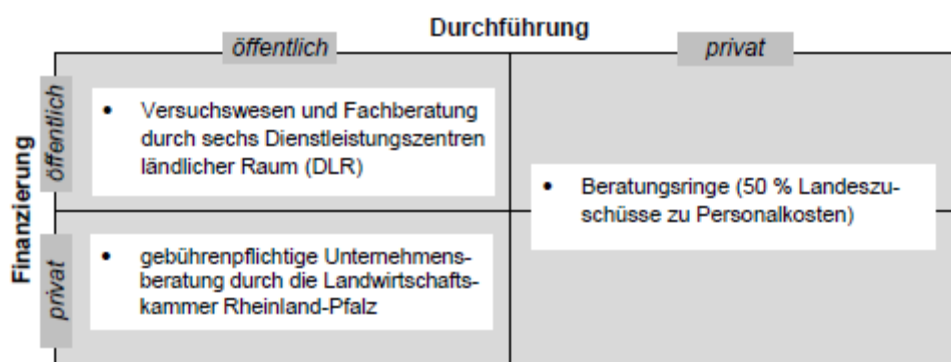 Durchführung
öffentlich
privat
Finanzierung
öffentlich
privat
• Versuchswesen und Fachberatung
durch sechs Dienstleistungszentren
ländlicher Raum (DLR)
• Beratungsringe (50 % Landeszu-
schüsse zu Personalkosten)
• gebührenpflichtige Unternehmens-
beratung durch die Landwirtschafts-
kammer Rheinland-Pfalz